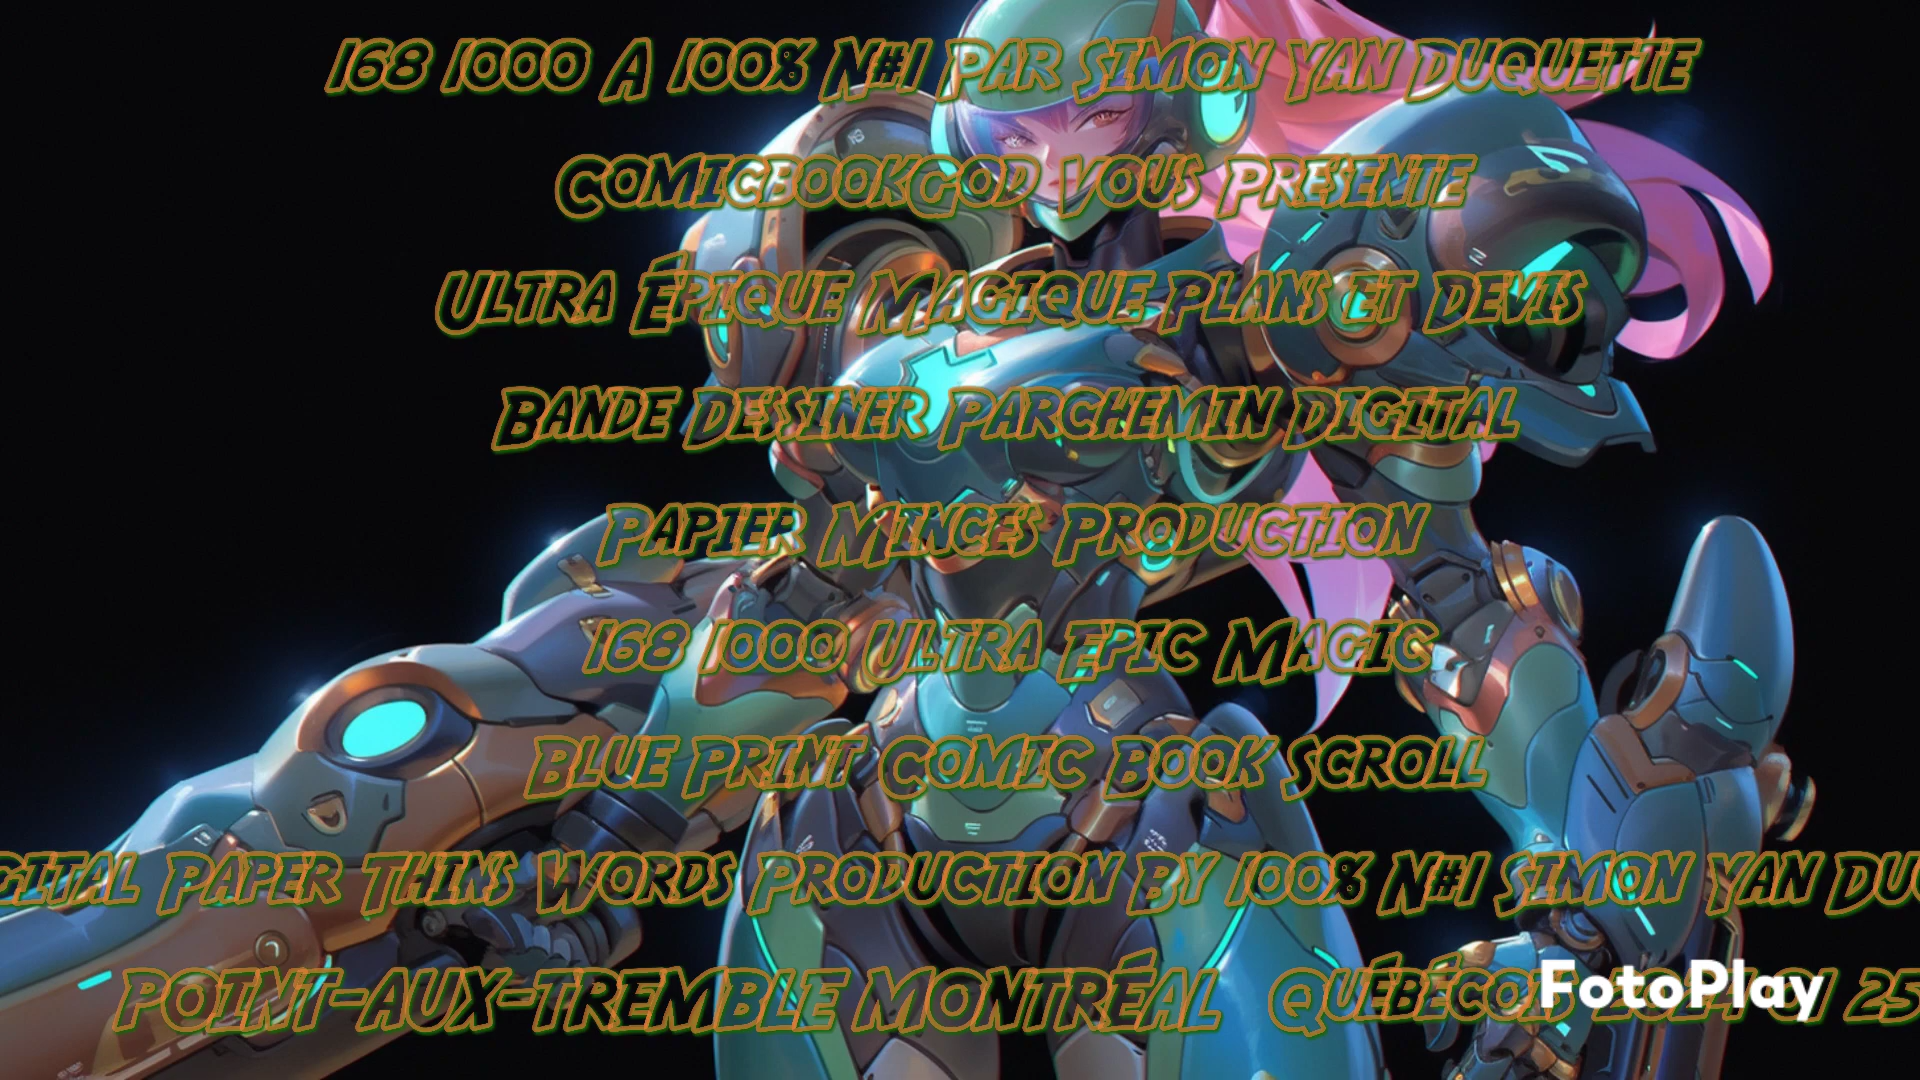 168 1000 A 100% N#1 PAR SIMON YAN DUQUETTE
COMICBOOKGOD VOUS PRESENTE
ULTRA ÉPIQUE MAGIQUE PLANS ET DEVIS
BANDE DESSINER PARCHEMIN DIGITAL
PAPIER MINCES PRODUCTION
168 1000 ULTRA EPIC MAGIC
BLUE PRINT COMIC BOOK SCROLL
GITAL PAPER THINS WORDS PRODUCTION BY 100% N#1 SIMON YAN DU
POINT-AUX-TREMBLE MONTRÉAL QUÉBÉCOIS 25
FotoPlay